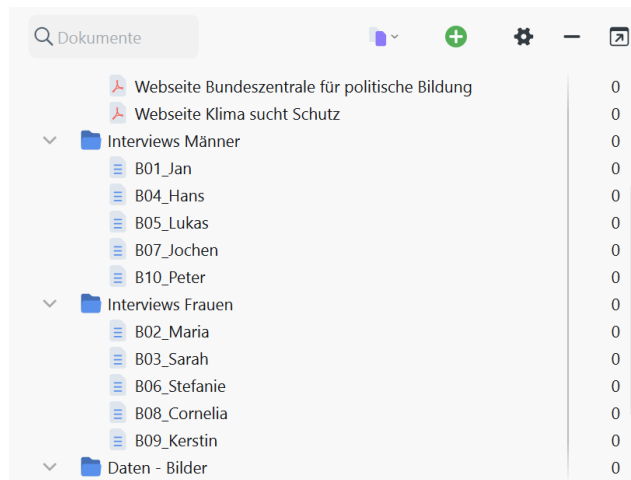 Dokumente
Webseite Bundeszentrale für politische Bildung 0
Webseite Klima sucht Schutz 0
Interviews Männer 0
B01_Jan 0
B04_Hans 0
B05_Lukas 0
B07_Jochen 0
B10_Peter 0
Interviews Frauen 0
B02_Maria 0
B03_Sarah 0
B06_Stefanie 0
B08_Cornelia 0
B09_Kerstin 0
Daten - Bilder 0